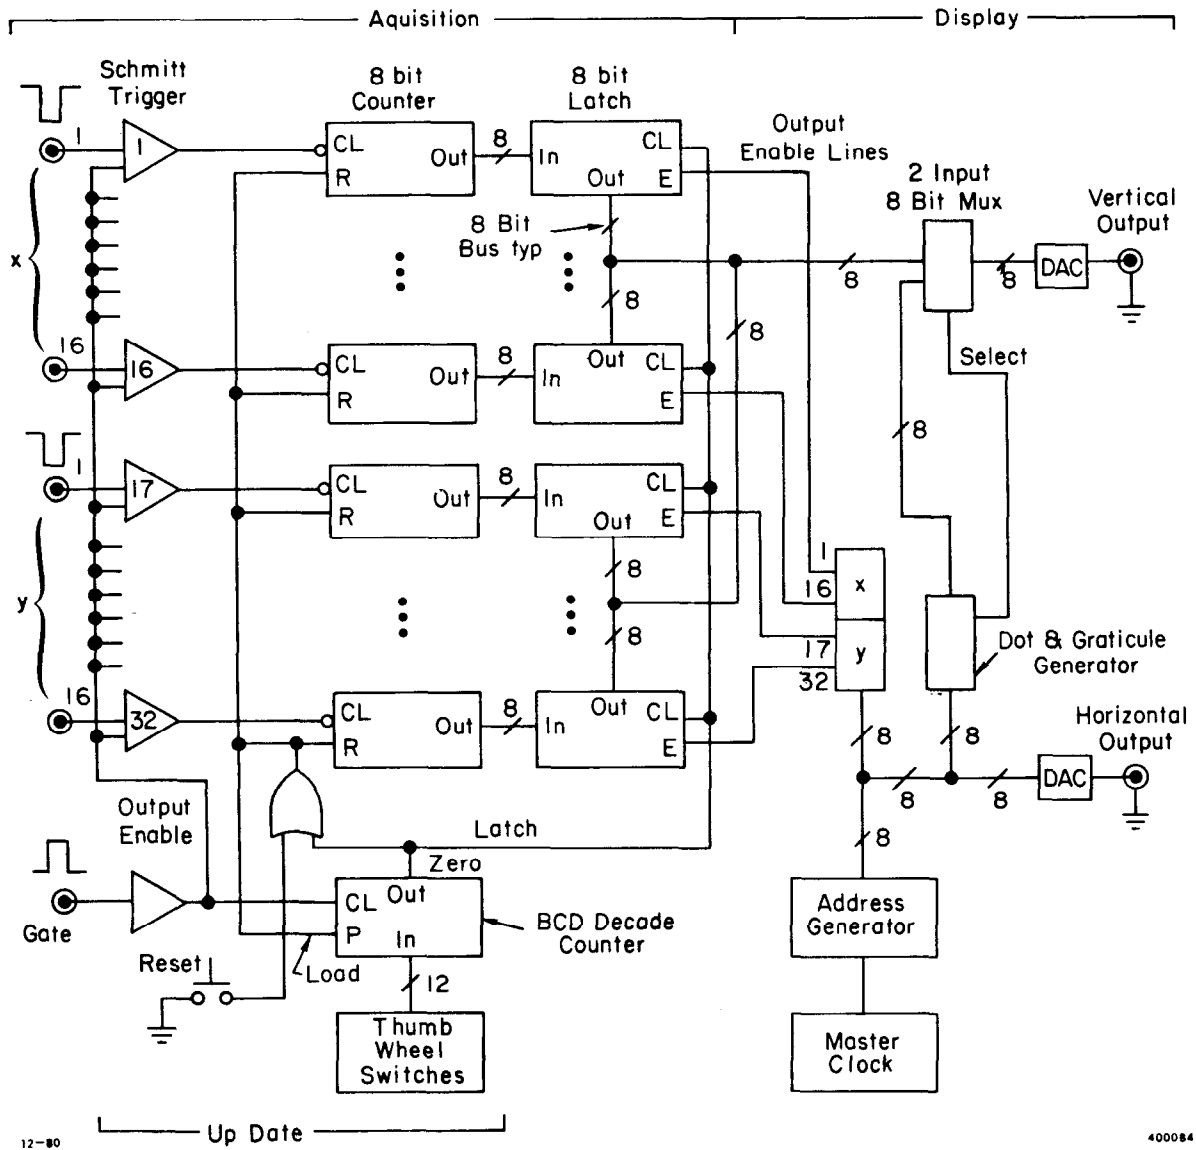 Aquisition
Display
Schmitt
Trigger
8 bit
Counter
8 bit
Latch
Output
Enable Lines
2 Input
8 Bit Mux
Vertical
Output
1
1
CL
R
Out
8
In
Out
CL
E
8 Bit
Bus typ
x
8
8
8
8
DAC
Select
16
16
CL
R
Out
8
In
Out
CL
E
8
1
17
CL
R
Out
8
In
Out
CL
E
8
8
y
1
16
17
32
x
y
Dot & Graticule
Generator
16
32
CL
R
Out
8
In
Out
CL
E
8
8
Horizontal
Output
8
8
DAC
Output
Enable
Latch
8
Zero
Gate
CL
Out
P
In
BCD Decade
Counter
Address
Generator
Reset
Load
12
Thumb
Wheel
Switches
Master
Clock
Up Date
12-80
400084